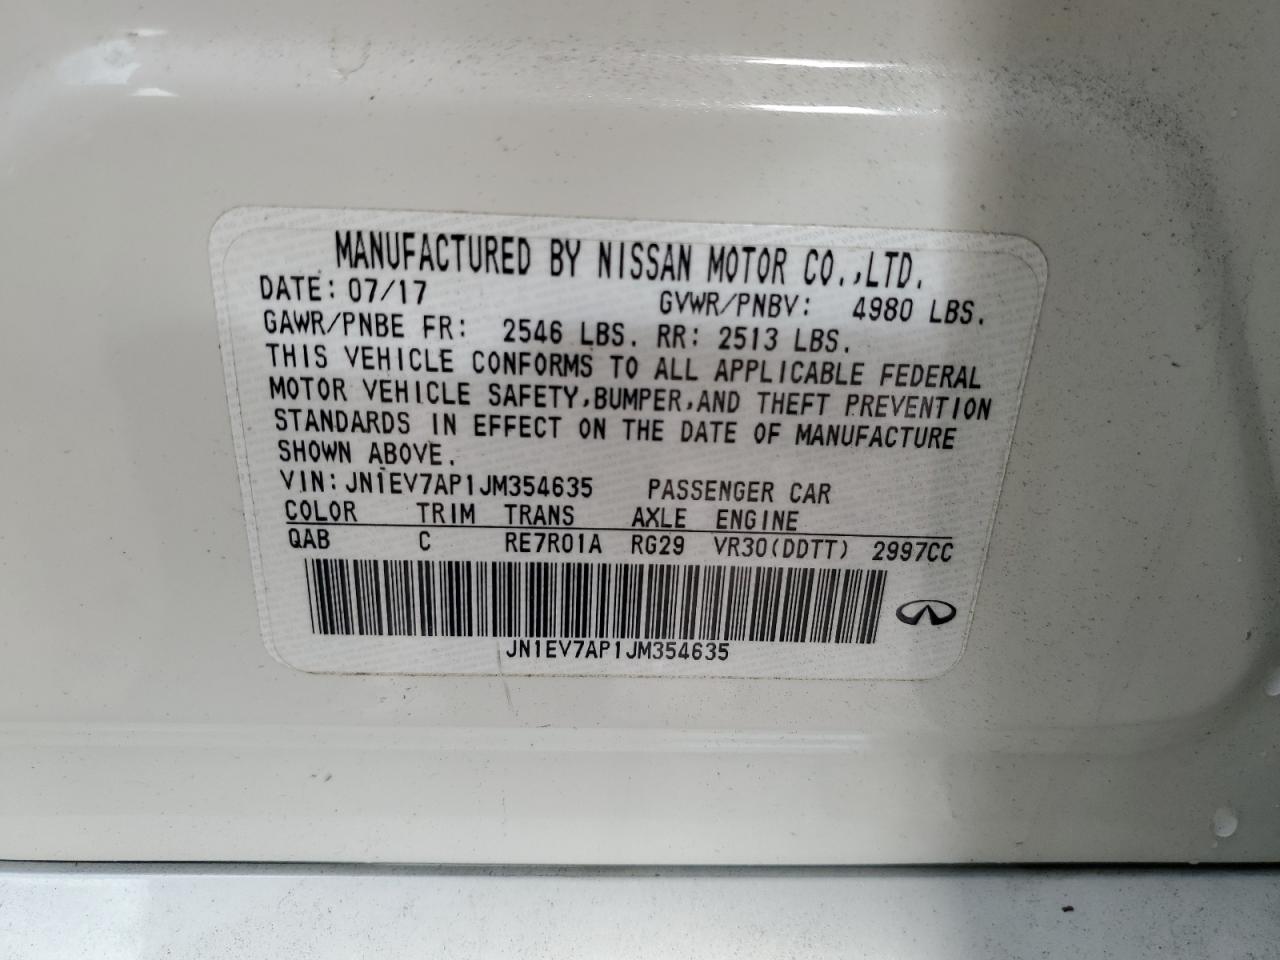 MANUFACTURED BY NISSAN MOTOR CO.,LTD.
DATE: 07/17 GVWR/PNBV: 4980 LBS.
GAWR/PNBE FR: 2546 LBS. RR: 2513 LBS.
THIS VEHICLE CONFORMS TO ALL APPLICABLE FEDERAL
MOTOR VEHICLE SAFETY,BUMPER,AND THEFT PREVENTION
STANDARDS IN EFFECT ON THE DATE OF MANUFACTURE
SHOWN ABOVE.
VIN: JN1EV7AP1JM354635 PASSENGER CAR
COLOR TRIM TRANS AXLE ENGINE
QAB C RE7R01A RG29 VR30(DDTT) 2997CC
JN1EV7AP1JM354635